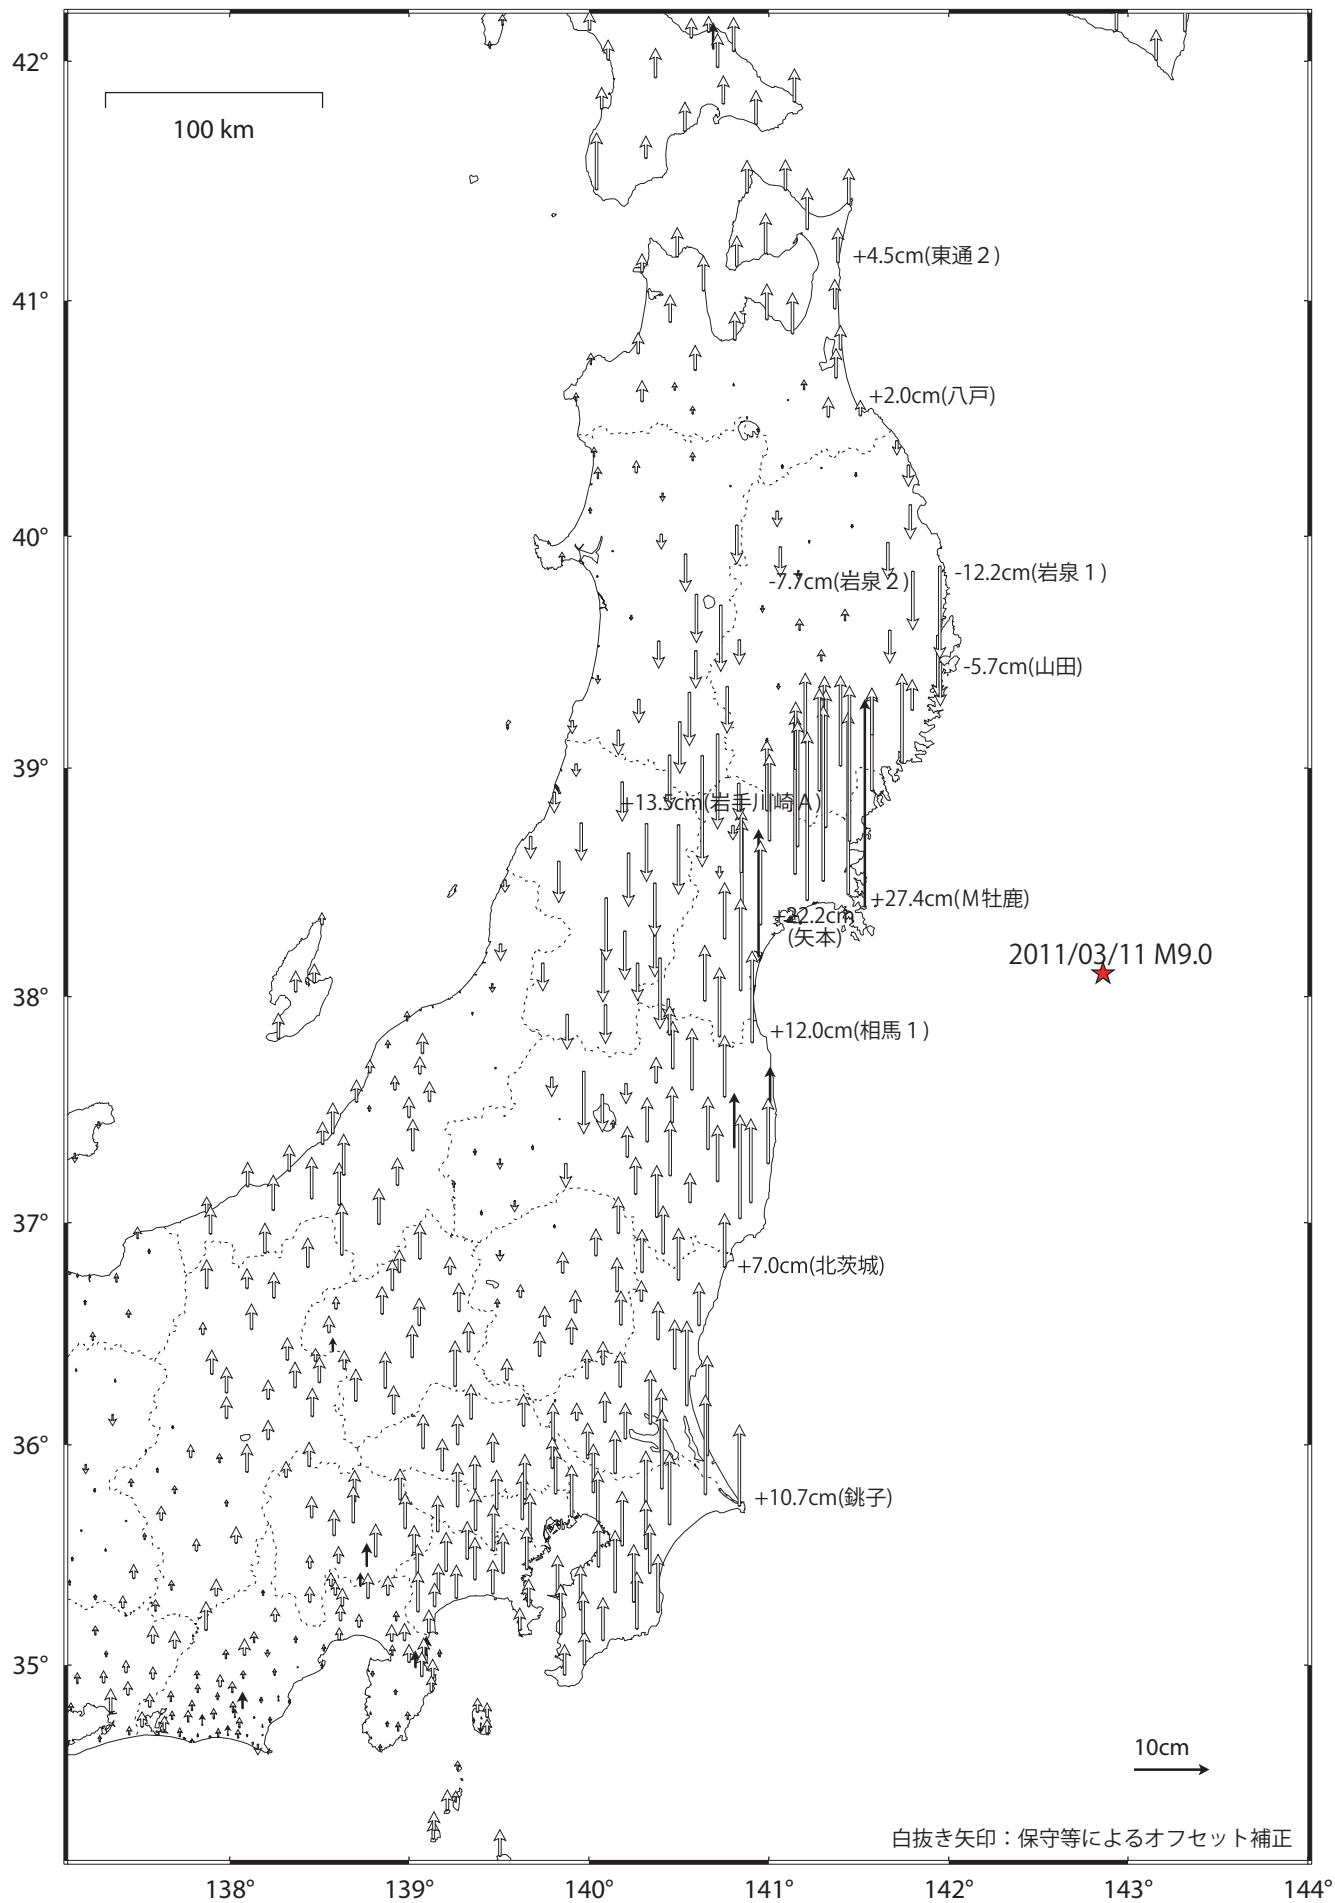 42°
100 km
+4.5cm(東通２)
41°
+2.0cm(八戸)
40°
-12.2cm(岩泉１)
-7.7cm(岩泉２)
-5.7cm(山田)
39°
+13.5cm(岩手川崎Ａ)
+27.4cm(Ｍ牡鹿)
+22.2cm
(矢本)
2011/03/11 M9.0
38°
+12.0cm(相馬１)
37°
+7.0cm(北茨城)
36°
+10.7cm(銚子)
35°
10cm
白抜き矢印：保守等によるオフセット補正
138° 139° 140° 141° 142° 143° 144°